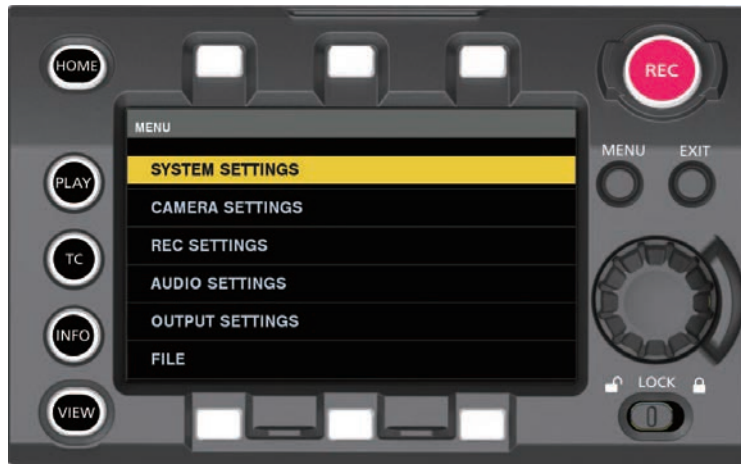 HOME
REC
MENU
MENU
EXIT
SYSTEM SETTINGS
PLAY
CAMERA SETTINGS
REC SETTINGS
TC
AUDIO SETTINGS
OUTPUT SETTINGS
INFO
FILE
LOCK
VIEW